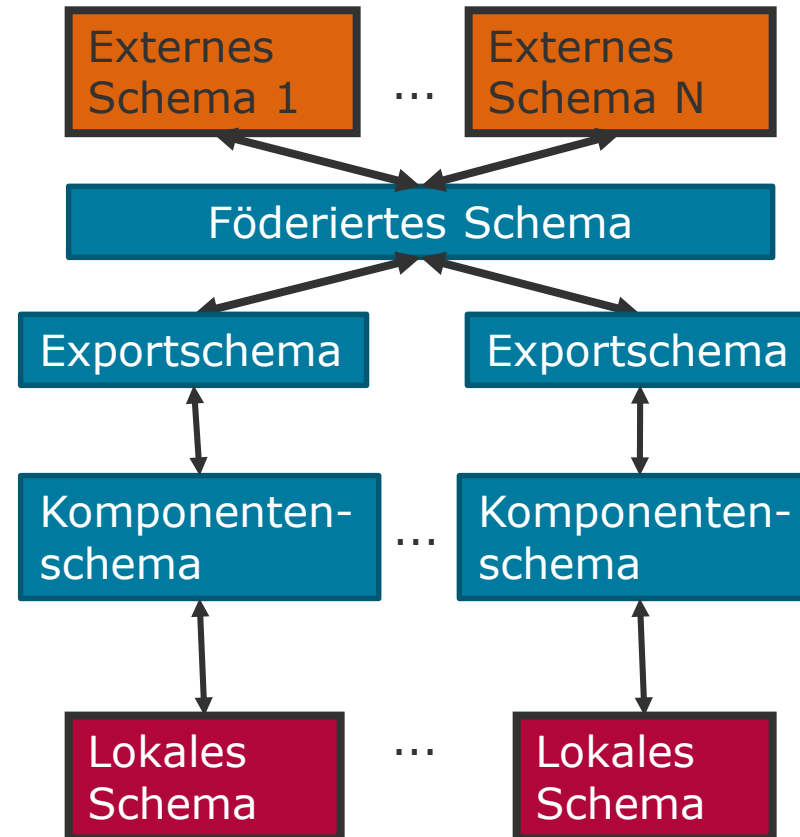 Externes
Schema 1
...
Externes
Schema N
Föderiertes Schema
Exportschema
Exportschema
Komponenten-
schema
...
Komponenten-
schema
Lokales
Schema
...
Lokales
Schema